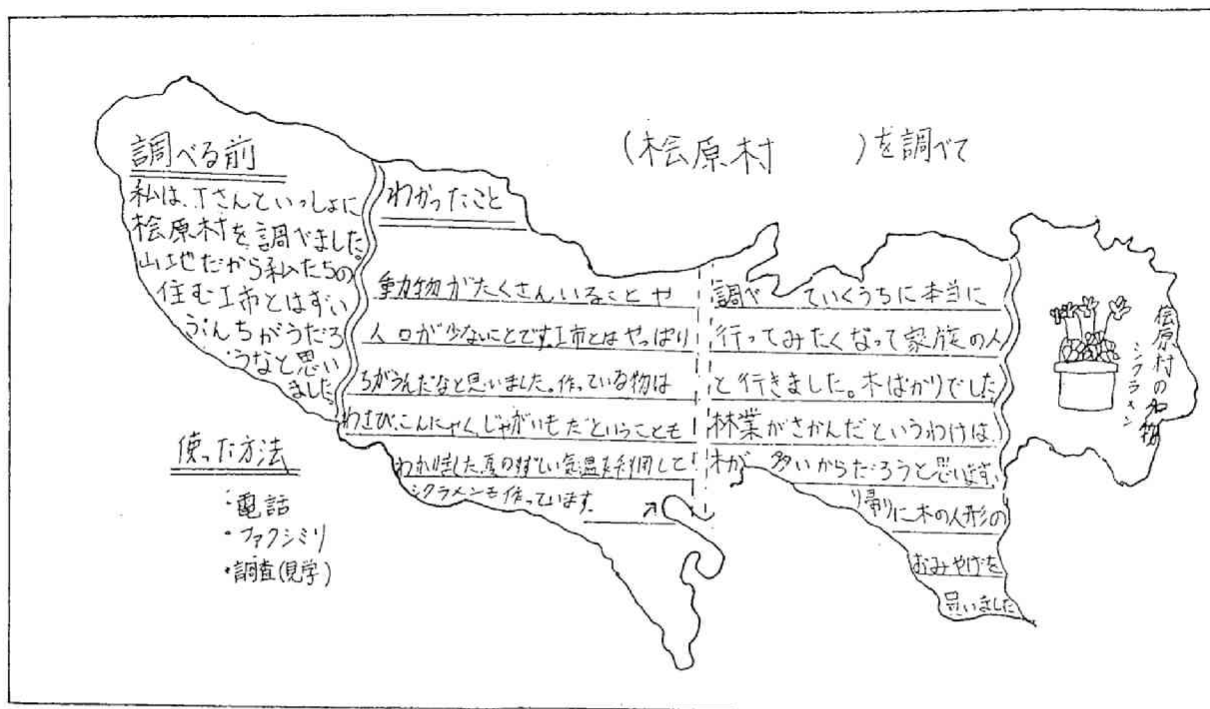 (桧原村　　)を調べて
調べる前
私は、Iさんといっしょに
桧原村を調べました。
山地だから私たちの
住むI市とはずい
ぶんちがうだろ
うなと思い
ました。
使った方法
・電話
・ファクシミリ
・調査(見学)
わかったこと
動物がたくさんいることや
人口が少ないことです。I市とはやっぱり
ちがうんだなと思いました。作っている物は
わさび、こんにゃく、じゃがいもだということも
わかりました。夏のすずしい気温を利用して
シクラメンも作っています。
調べていくうちに本当に
行ってみたくなって家族の人
と行きました。木ばかりでした
林業がさかんだというわけは、
木が多いからだろうと思います。
り帰りに木の人形の
おみやげを
買いました
桧原村の名物
シクラメン